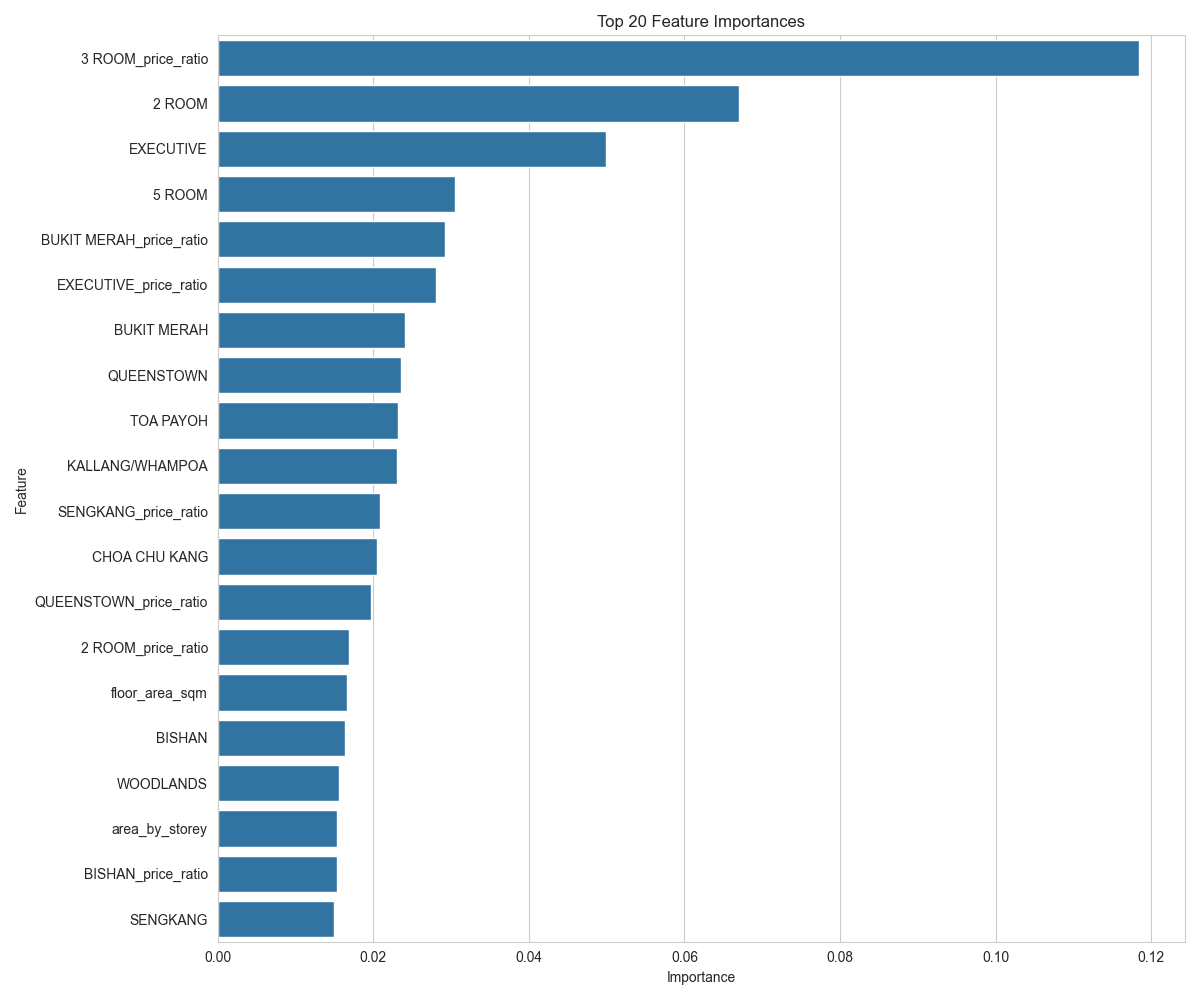 Top 20 Feature Importances
Feature
3 ROOM_price_ratio
2 ROOM
EXECUTIVE
5 ROOM
BUKIT MERAH_price_ratio
EXECUTIVE_price_ratio
BUKIT MERAH
QUEENSTOWN
TOA PAYOH
KALLANG/WHAMPOA
SENGKANG_price_ratio
CHOA CHU KANG
QUEENSTOWN_price_ratio
2 ROOM_price_ratio
floor_area_sqm
BISHAN
WOODLANDS
area_by_storey
BISHAN_price_ratio
SENGKANG
0.00 0.02 0.04 0.06 0.08 0.10 0.12
Importance